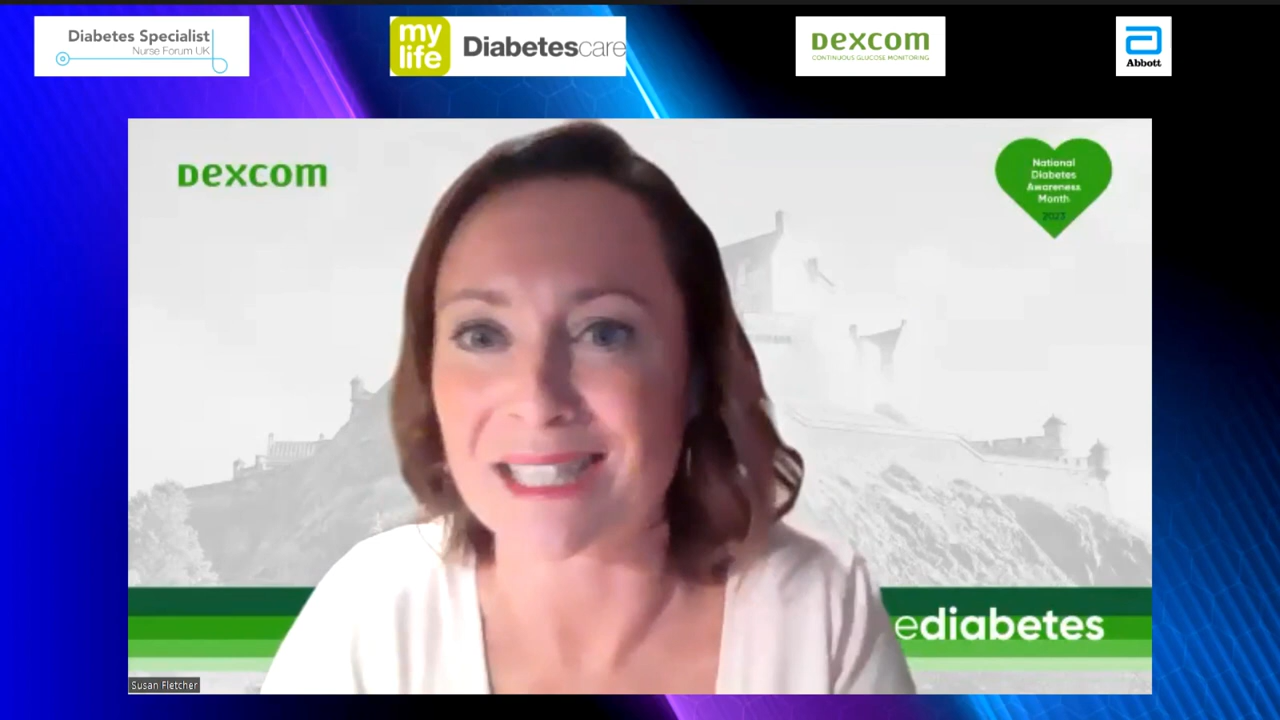 Diabetes Specialist
Nurse Forum UK
my
life
Diabetescare
Dexcom
CONTINUOUS GLUCOSE MONITORING
Abbott
Dexcom
National
Diabetes
Awareness
Month
2023
ediabetes
Susan Fletcher